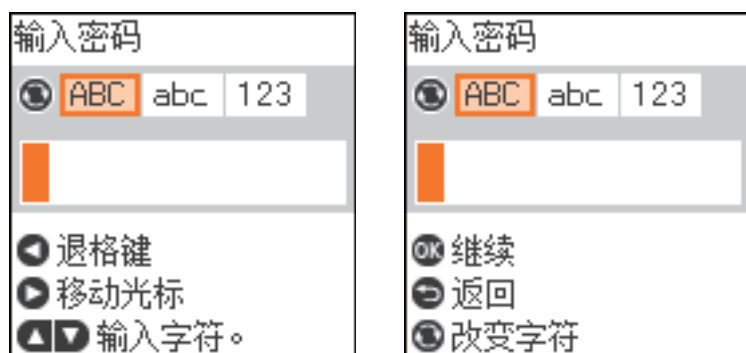 输入密码
ABC abc 123
退格键
移动光标
输入字符。
输入密码
ABC abc 123
OK 继续
返回
改变字符